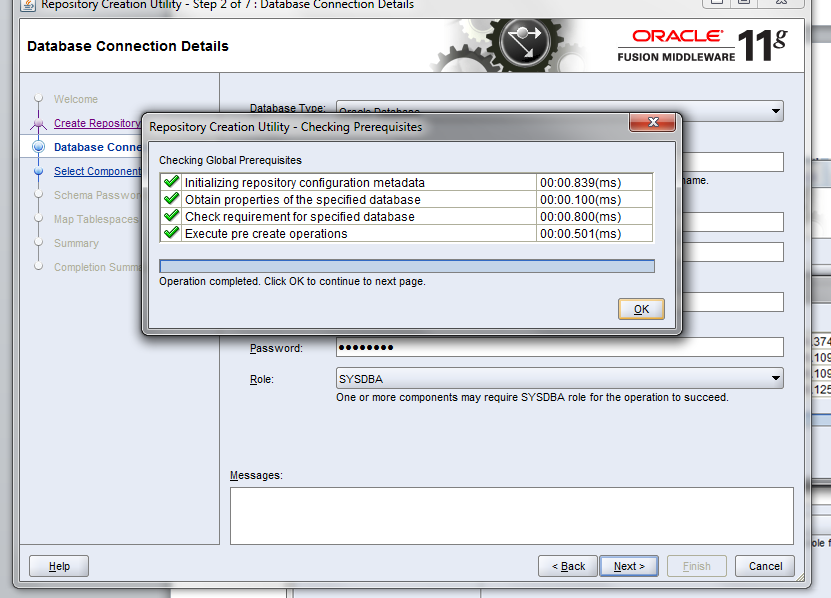 Repository Creation Utility - Step 2 of 7 : Database Connection Details
Database Connection Details
ORACLE
FUSION MIDDLEWARE 11g
Welcome
Create Repository
Database Conne
Select Component
Schema Passwor
Map Tablespaces
Summary
Completion Summa
Database Type: Oracle Database
Repository Creation Utility - Checking Prerequisites
Checking Global Prerequisites
Initializing repository configuration metadata 00:00.839(ms)
Obtain properties of the specified database 00:00.100(ms)
Check requirement for specified database 00:00.800(ms)
Execute pre create operations 00:00.501(ms)
Operation completed. Click OK to continue to next page.
OK
name.
Password: ●●●●●●●●
Role: SYSDBA
One or more components may require SYSDBA role for the operation to succeed.
Messages:
Help
< Back
Next >
Finish
Cancel
.374
.109
.109
.125
ole f